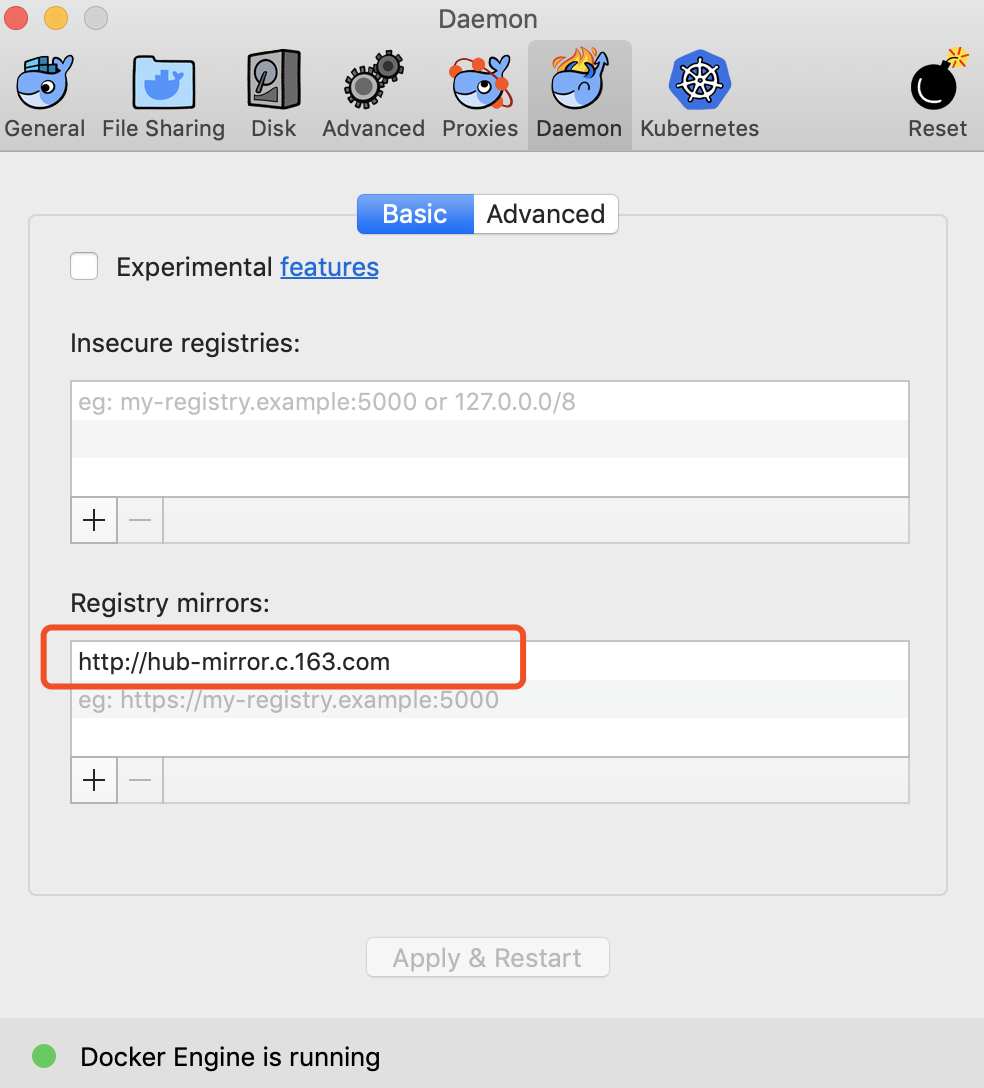 Daemon
General File Sharing Disk Advanced Proxies Daemon Kubernetes Reset
Basic Advanced
Experimental features
Insecure registries:
eg: my-registry.example:5000 or 127.0.0.0/8
Registry mirrors:
http://hub-mirror.c.163.com
eg: https://my-registry.example:5000
Apply & Restart
Docker Engine is running